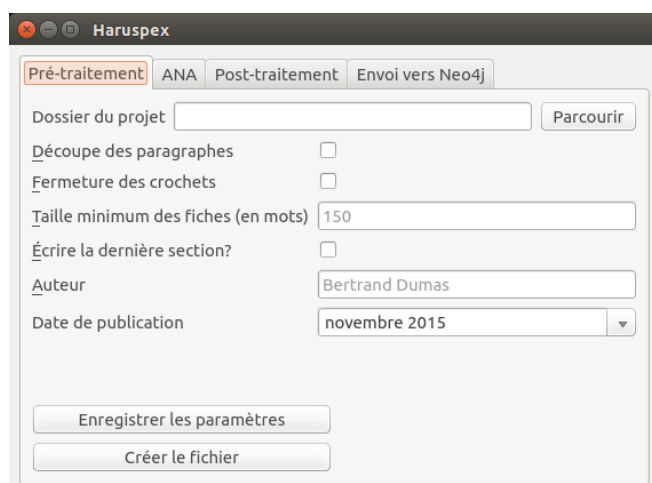 Haruspex
Pré-traitement ANA Post-traitement Envoi vers Neo4j
Dossier du projet Parcourir
Découpe des paragraphes
Fermeture des crochets
Taille minimum des fiches (en mots) 150
Écrire la dernière section?
Auteur Bertrand Dumas
Date de publication novembre 2015
Enregistrer les paramètres
Créer le fichier